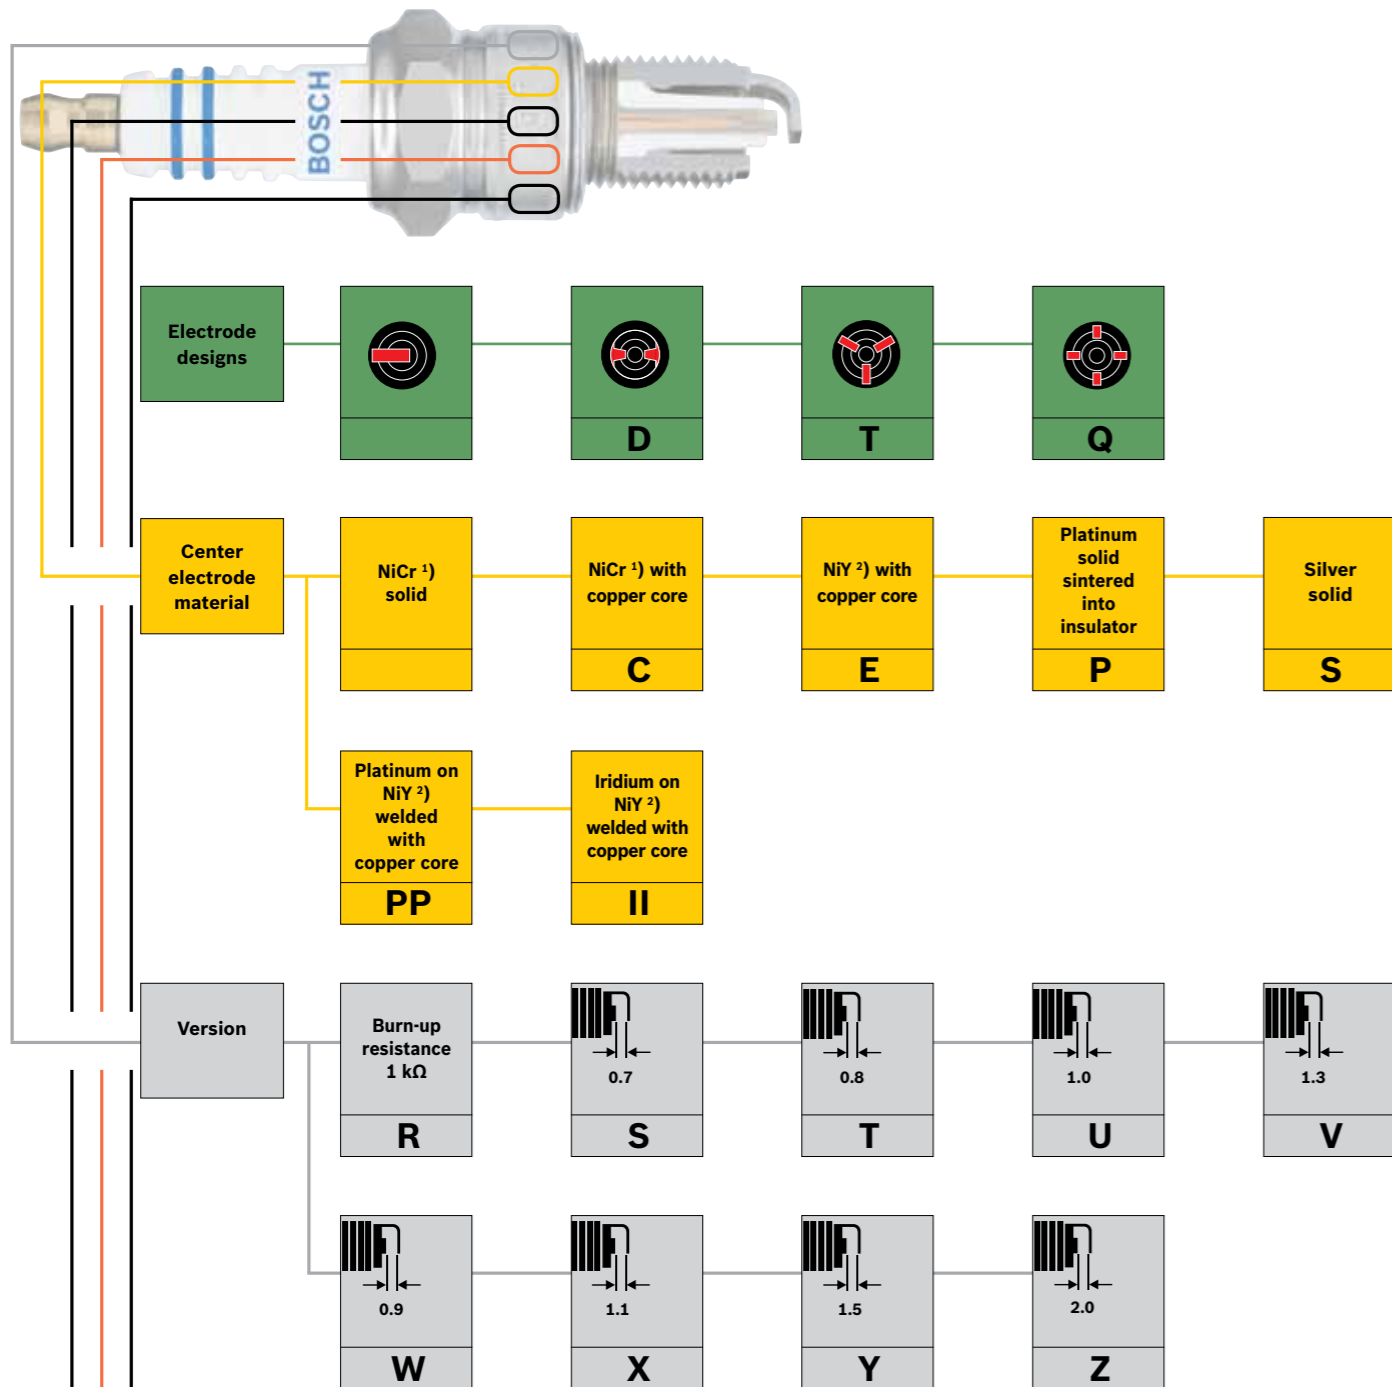 BOSCH
Electrode
designs
D
T
Q
Center
electrode
material
NiCr ¹)
solid
NiCr ¹) with
copper core
C
NiY ²) with
copper core
E
Platinum
solid
sintered
into
insulator
P
Silver
solid
S
Platinum on
NiY ²)
welded
with
copper core
PP
Iridium on
NiY ²)
welded with
copper core
II
Version
Burn-up
resistance
1 kΩ
R
0.7
S
0.8
T
1.0
U
1.3
V
0.9
W
1.1
X
1.5
Y
2.0
Z